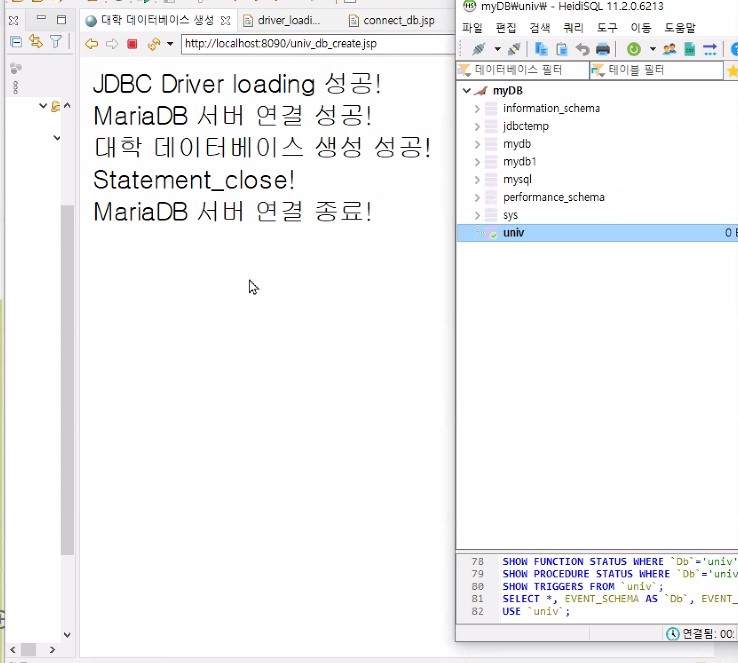 대학 데이터베이스 생성
driver_loadi...
connect_db.jsp
http://localhost:8090/univ_db_create.jsp
JDBC Driver loading 성공!
MariaDB 서버 연결 성공!
대학 데이터베이스 생성 성공!
Statement_close!
MariaDB 서버 연결 종료!
myDB₩univ₩ - HeidiSQL 11.2.0.6213
파일 편집 검색 쿼리 도구 이동 도움말
데이터베이스 필터 테이블 필터
myDB
information_schema
jdbctemp
mydb
mydb1
mysql
performance_schema
sys
univ 0
78 SHOW FUNCTION STATUS WHERE `Db`='univ'
79 SHOW PROCEDURE STATUS WHERE `Db`='univ
80 SHOW TRIGGERS FROM `univ`;
81 SELECT *, EVENT_SCHEMA AS `Db`, EVENT_
82 USE `univ`;
연결됨: 00: